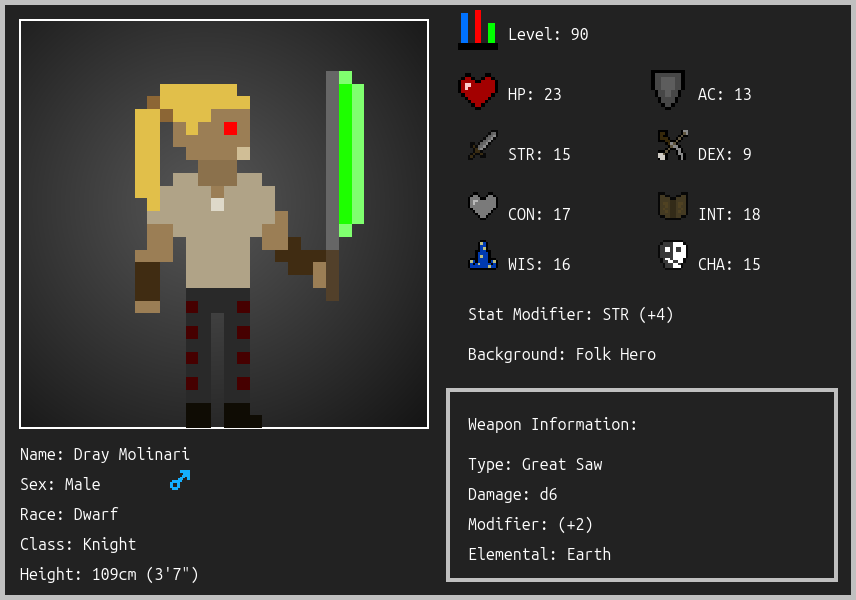 Level: 90
HP: 23
AC: 13
STR: 15
DEX: 9
CON: 17
INT: 18
WIS: 16
CHA: 15
Stat Modifier: STR (+4)
Background: Folk Hero
Weapon Information:
Type: Great Saw
Damage: d6
Modifier: (+2)
Elemental: Earth
Name: Dray Molinari
Sex: Male
Race: Dwarf
Class: Knight
Height: 109cm (3'7")